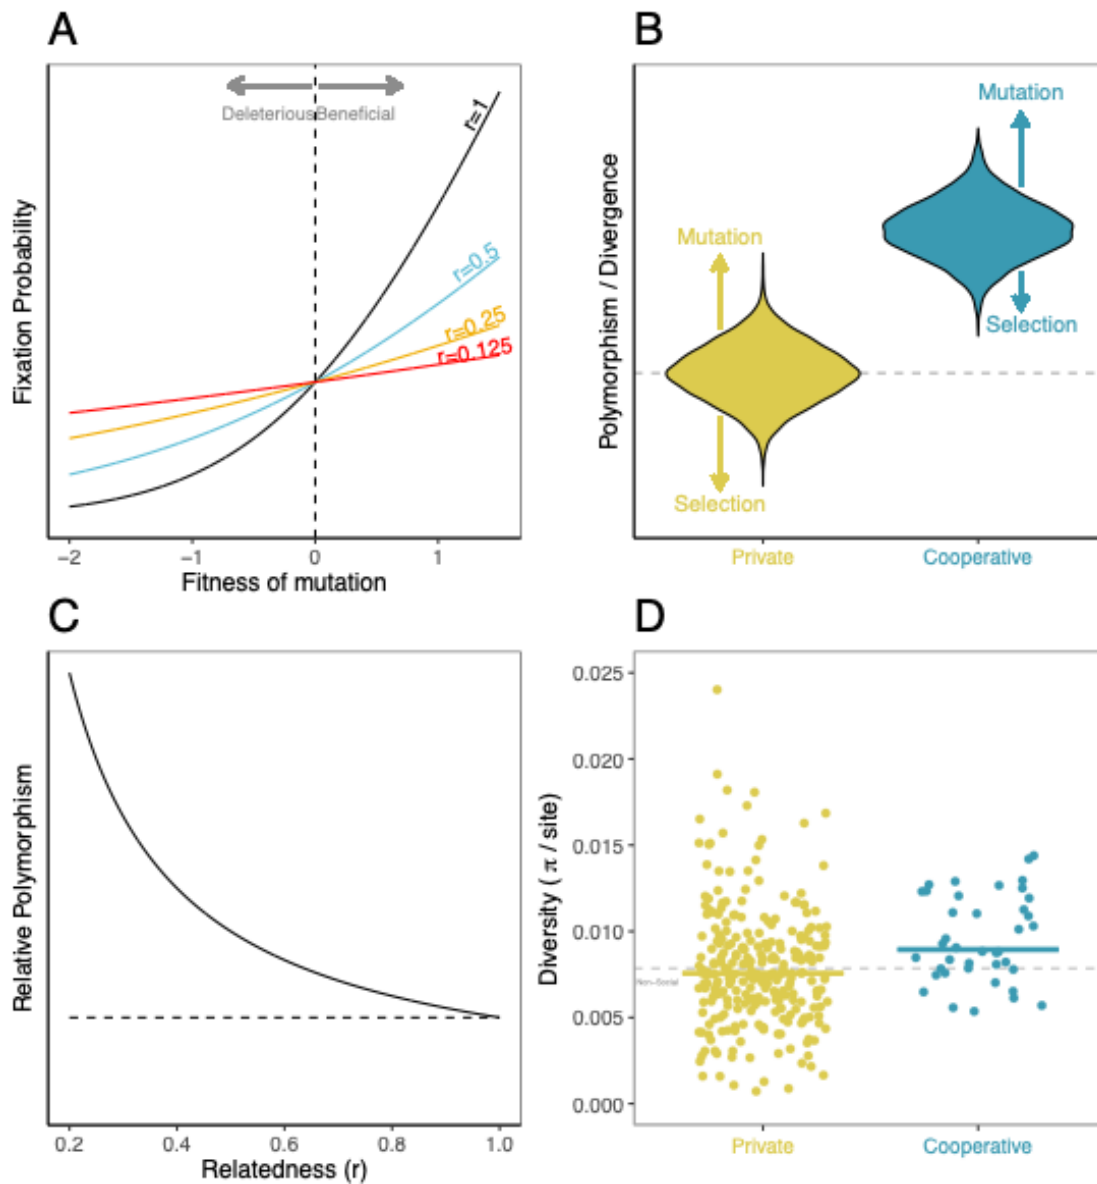 A
Deleterious Beneficial
r=1
r=0.5
r=0.25
r=0.125
Fixation Probability
−2 −1 0 1
Fitness of mutation
B
Mutation
Mutation
Selection
Selection
Polymorphism / Divergence
Private Cooperative
C
Relative Polymorphism
0.2 0.4 0.6 0.8 1.0
Relatedness (r)
D
0.025
0.020
0.015
0.010
0.005
0.000
Diversity ( π / site)
Non-Social
Private Cooperative